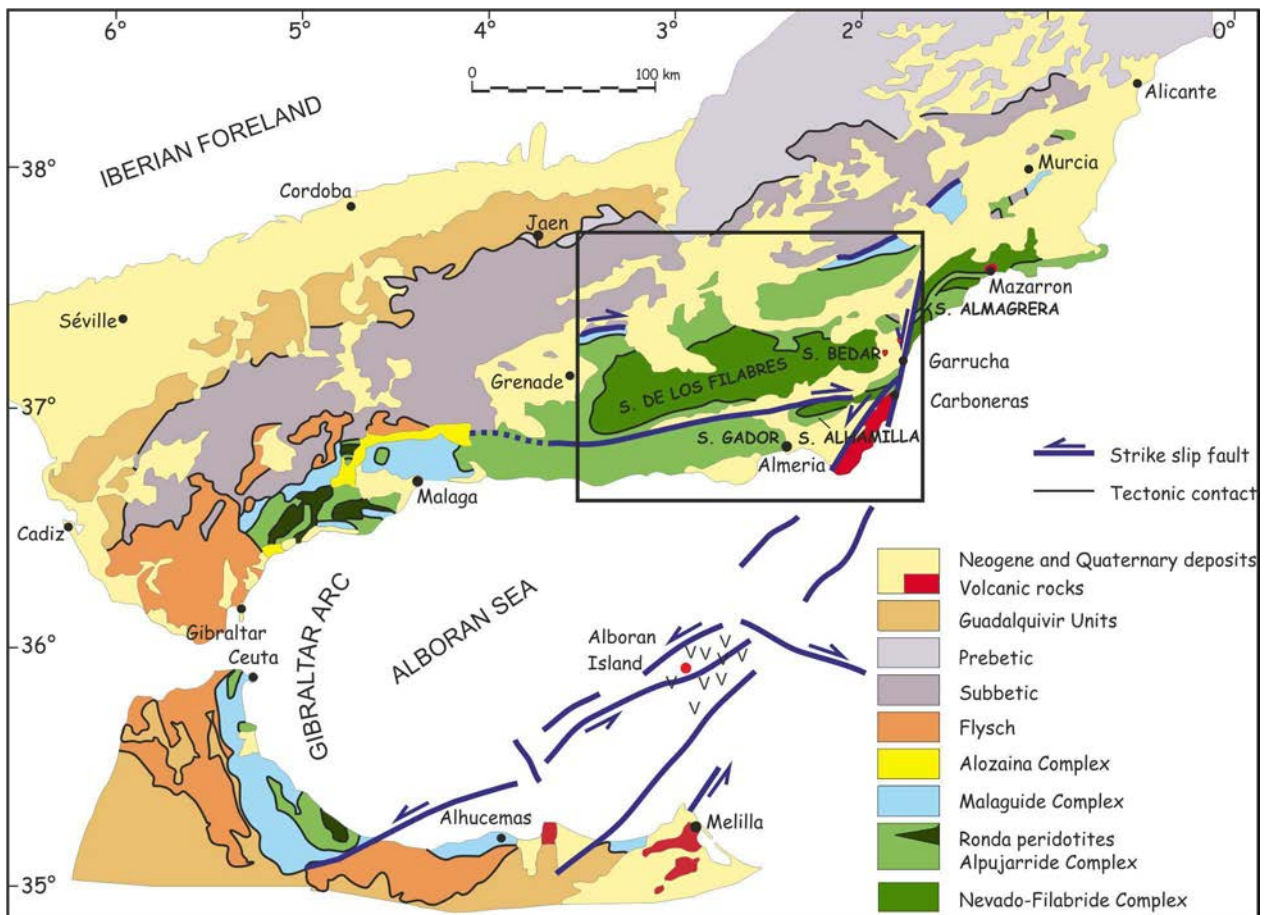 6° 5° 4° 3° 2° 0°
0 100 km
Alicante
IBERIAN FORELAND
38°
Murcia
Cordoba
Jaen
Mazarron
Séville
S. ALMAGRERA
S. BEDAR
Garrucha
Grenade
S. DE LOS FILABRES
37°
Carboneras
S. GADOR S. ALHAMILLA
Almeria
Strike slip fault
Malaga
Tectonic contact
Cadiz
Neogene and Quaternary deposits
Volcanic rocks
Gibraltar
Guadalquivir Units
36°
Ceuta
GIBRALTAR ARC
ALBORAN SEA
Alboran
Island
V V V V V V V V V
Prebetic
Subbetic
Flysch
Alozaina Complex
Malaguide Complex
Alhucemas
Melilla
Ronda peridotites
Alpujarride Complex
35°
Nevado-Filabride Complex